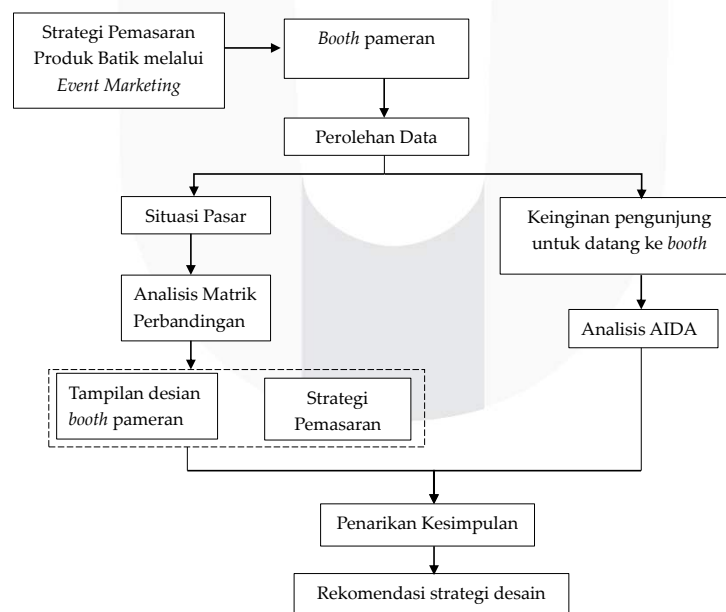 Strategi Pemasaran
Produk Batik melalui
Event Marketing
Booth pameran
Perolehan Data
Situasi Pasar
Keinginan pengunjung
untuk datang ke booth
Analisis Matrik
Perbandingan
Analisis AIDA
Tampilan desian
booth pameran
Strategi
Pemasaran
Penarikan Kesimpulan
Rekomendasi strategi desain